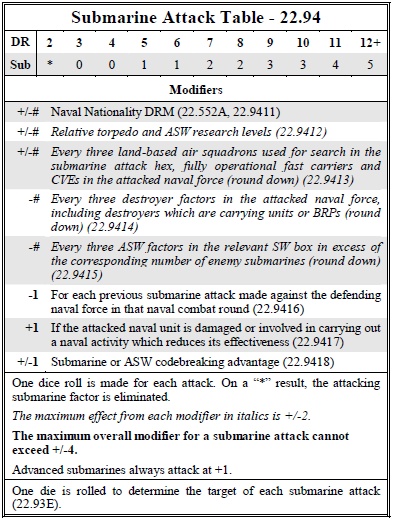 Submarine Attack Table - 22.94
DR 2 3 4 5 6 7 8 9 10 11 12+
Sub * 0 0 1 1 2 2 3 3 4 5
Modifiers
+/-# Naval Nationality DRM (22.552A, 22.9411)
+/-# Relative torpedo and ASW research levels (22.9412)
+/-# Every three land-based air squadrons used for search in the
submarine attack hex, fully operational fast carriers and
CVEs in the attacked naval force (round down) (22.9413)
-# Every three destroyer factors in the attacked naval force,
including destroyers which are carrying units or BRPs (round
down) (22.9414)
-# Every three ASW factors in the relevant SW box in excess of
the corresponding number of enemy submarines (round down)
(22.9415)
-1 For each previous submarine attack made against the defending
naval force in that naval combat round (22.9416)
+1 If the attacked naval unit is damaged or involved in carrying out
a naval activity which reduces its effectiveness (22.9417)
+/-1 Submarine or ASW codebreaking advantage (22.9418)
One dice roll is made for each attack. On a “*” result, the attacking
submarine factor is eliminated.
The maximum effect from each modifier in italics is +/-2.
The maximum overall modifier for a submarine attack cannot
exceed +/-4.
Advanced submarines always attack at +1.
One die is rolled to determine the target of each submarine attack
(22.93E).